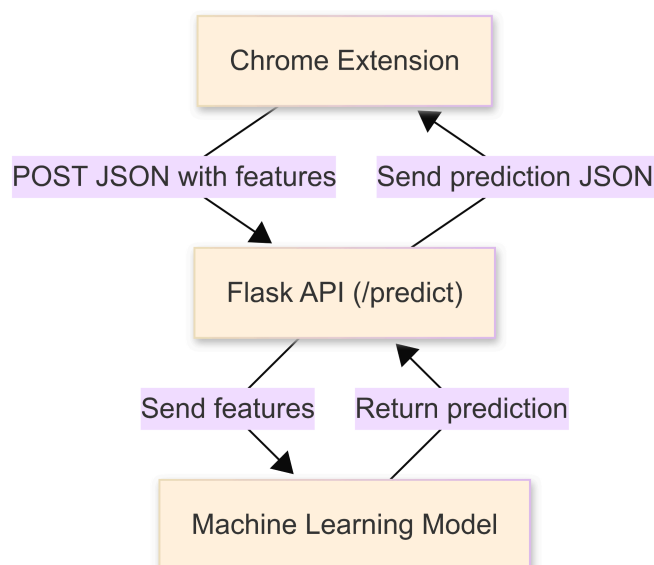 Chrome Extension
POST JSON with features
Send prediction JSON
Flask API (/predict)
Send features
Return prediction
Machine Learning Model